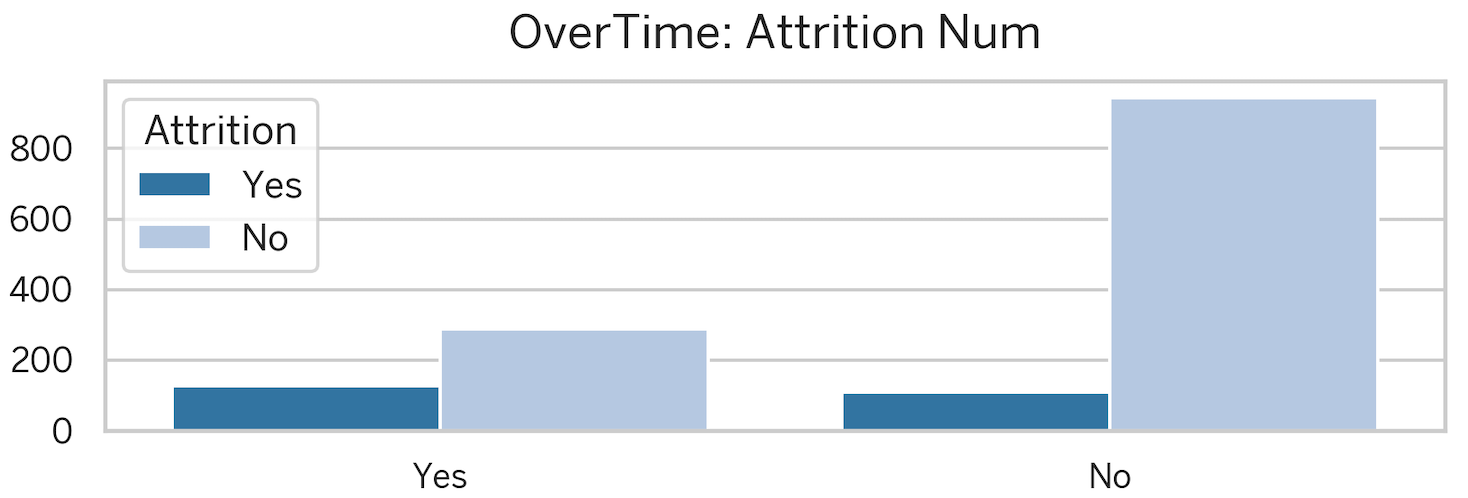 OverTime: Attrition Num
Attrition
Yes
No
800
600
400
200
0
Yes
No